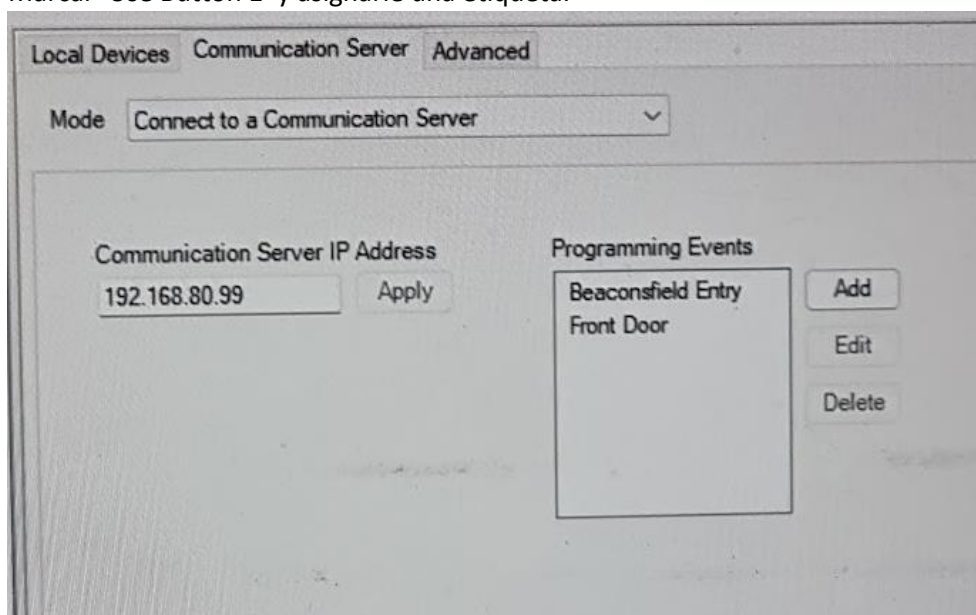 Local Devices Communication Server Advanced
Mode Connect to a Communication Server
Communication Server IP Address
192.168.80.99 Apply
Programming Events
Beaconsfield Entry
Front Door
Add
Edit
Delete